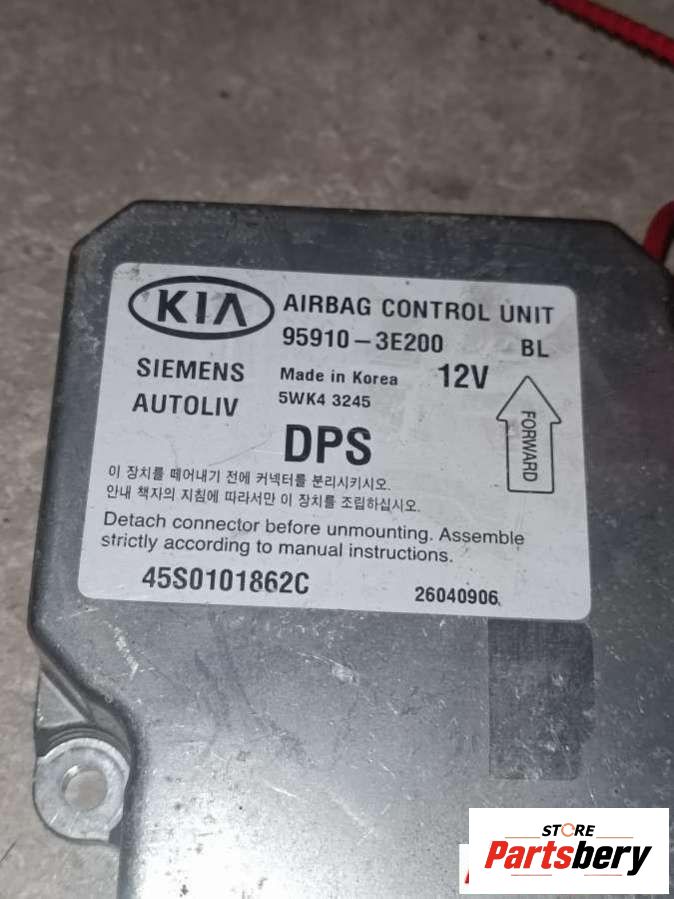 KIA AIRBAG CONTROL UNIT
95910-3E200 BL
SIEMENS Made in Korea 12V
AUTOLIV 5WK4 3245
FORWARD
DPS
이 장치를 떼어내기 전에 커넥터를 분리시키시오.
안내 책자의 지침에 따라서만 이 장치를 조립하십시오.
Detach connector before unmounting. Assemble
strictly according to manual instructions.
45S0101862C 26040906
STORE
Partsbery